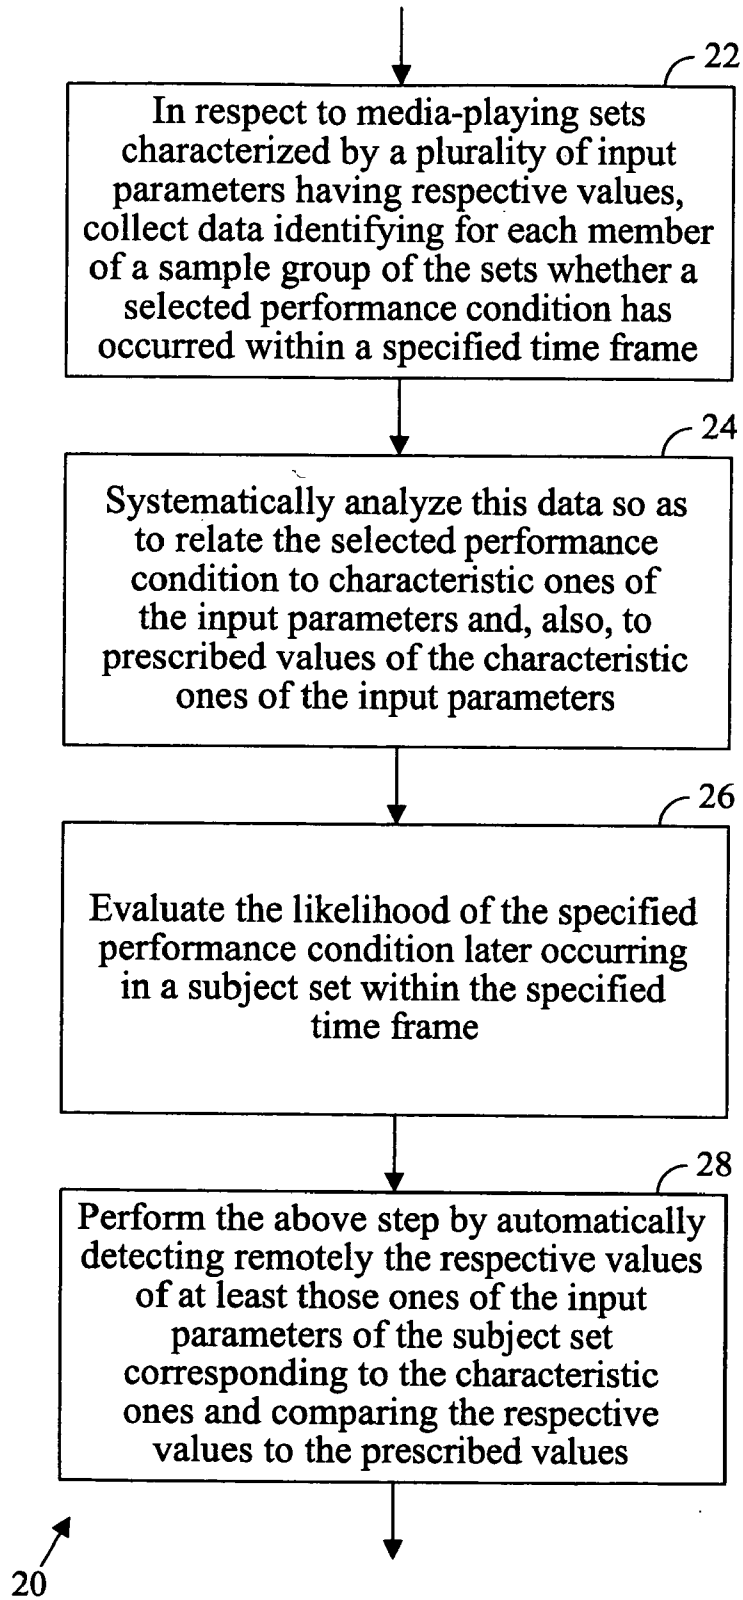 22
In respect to media-playing sets
characterized by a plurality of input
parameters having respective values,
collect data identifying for each member
of a sample group of the sets whether a
selected performance condition has
occurred within a specified time frame
24
Systematically analyze this data so as
to relate the selected performance
condition to characteristic ones of
the input parameters and, also, to
prescribed values of the characteristic
ones of the input parameters
26
Evaluate the likelihood of the specified
performance condition later occurring
in a subject set within the specified
time frame
28
Perform the above step by automatically
detecting remotely the respective values
of at least those ones of the input
parameters of the subject set
corresponding to the characteristic
ones and comparing the respective
values to the prescribed values
20